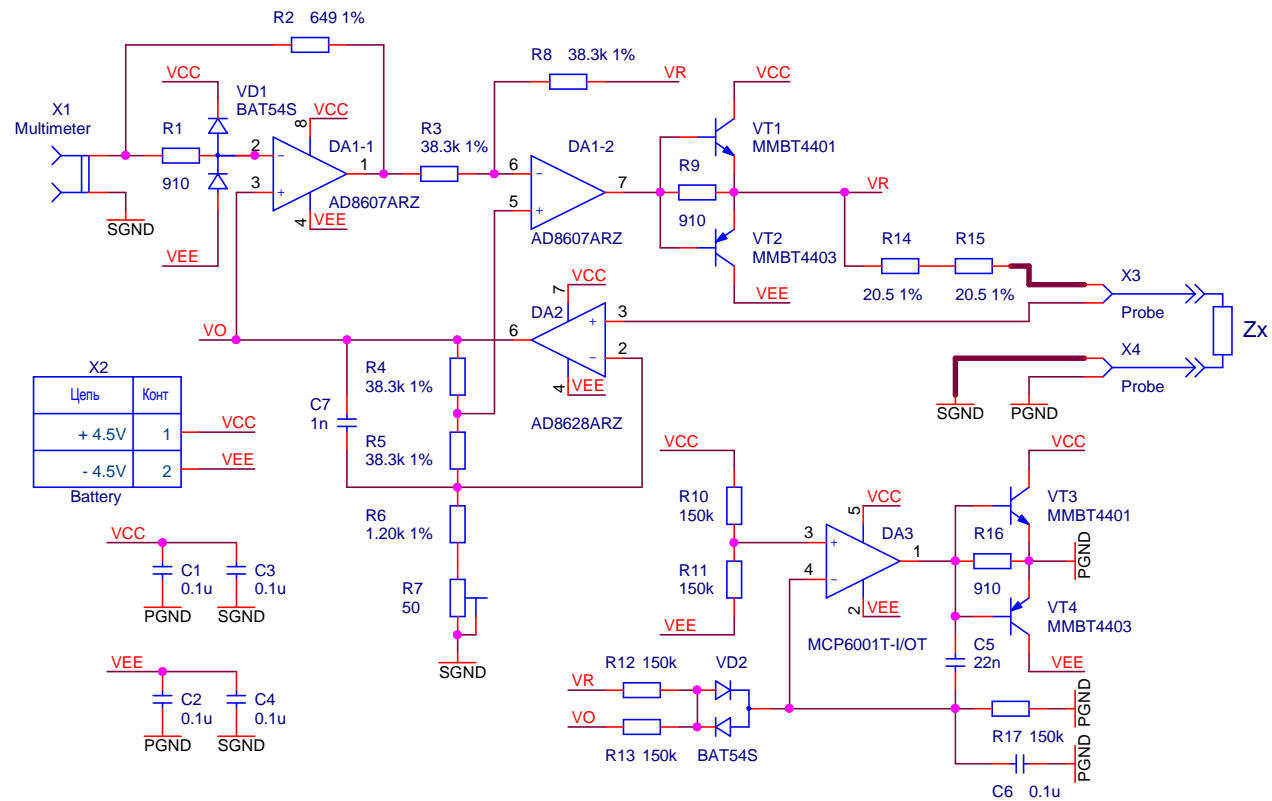 R2 649 1%
R8 38.3k 1%
VCC
VR
VCC
VD1
BAT54S
VCC
X1
Multimeter
R1
910
8
2
3
1
4
DA1-1
AD8607ARZ
VEE
SGND
VEE
R3
38.3k 1%
6
5
7
DA1-2
AD8607ARZ
R9
910
VT1
MMBT4401
VT2
MMBT4403
VR
VEE
R14
20.5 1%
R15
20.5 1%
X3
Probe
X4
Probe
Zx
SGND
PGND
VO
VCC
7
DA2
6
3
2
4
VEE
AD8628ARZ
R4
38.3k 1%
C7
1n
R5
38.3k 1%
R6
1.20k 1%
R7
50
SGND
X2
Цепь Конт
+ 4.5V 1
- 4.5V 2
Battery
VCC
VEE
VCC
C1
0.1u
C3
0.1u
PGND
SGND
VEE
C2
0.1u
C4
0.1u
PGND
SGND
VCC
R10
150k
R11
150k
VEE
VCC
5
DA3
3
4
1
2
VEE
MCP6001T-I/OT
VCC
VT3
MMBT4401
R16
910
PGND
VT4
MMBT4403
VEE
C5
22n
VR
R12 150k
VD2
VO
R13 150k
BAT54S
R17 150k
PGND
C6 0.1u
PGND